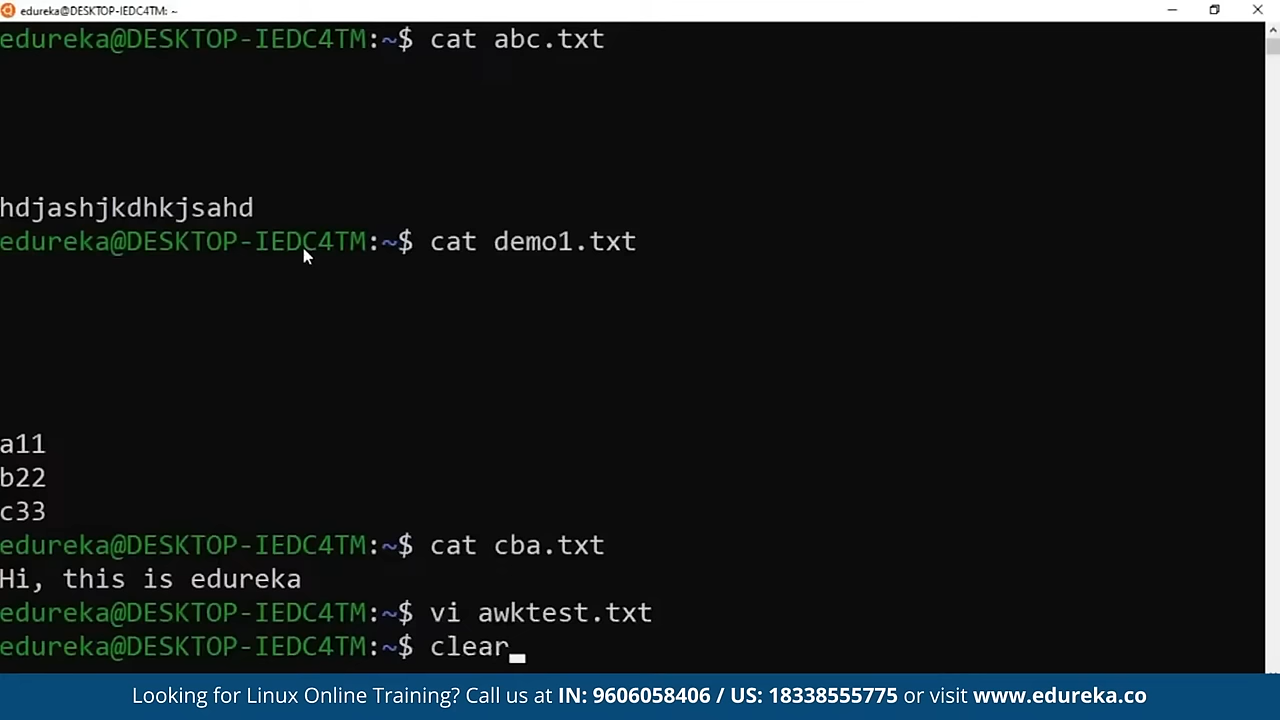 edureka@DESKTOP-IEDC4TM: ~
edureka@DESKTOP-IEDC4TM:~$ cat abc.txt
hdjashjkdhkjsahd
edureka@DESKTOP-IEDC4TM:~$ cat demo1.txt
a11
b22
c33
edureka@DESKTOP-IEDC4TM:~$ cat cba.txt
Hi, this is edureka
edureka@DESKTOP-IEDC4TM:~$ vi awktest.txt
edureka@DESKTOP-IEDC4TM:~$ clear
Looking for Linux Online Training? Call us at IN: 9606058406 / US: 18338555775 or visit www.edureka.co